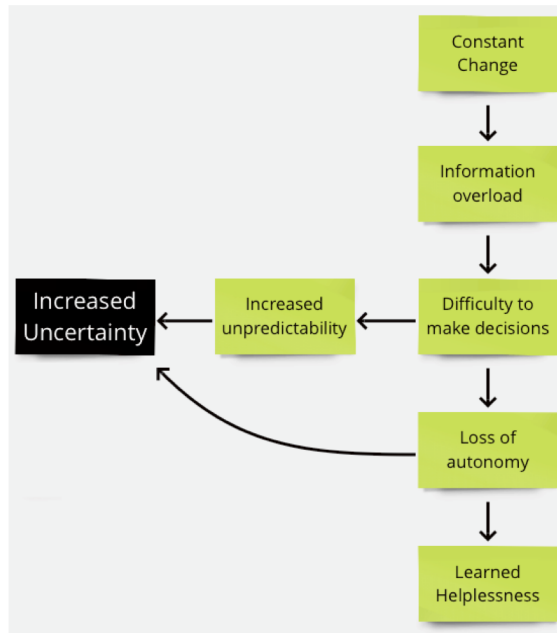 Constant
Change
Information
overload
Increased
Uncertainty
Increased
unpredictability
Difficulty to
make decisions
Loss of
autonomy
Learned
Helplessness